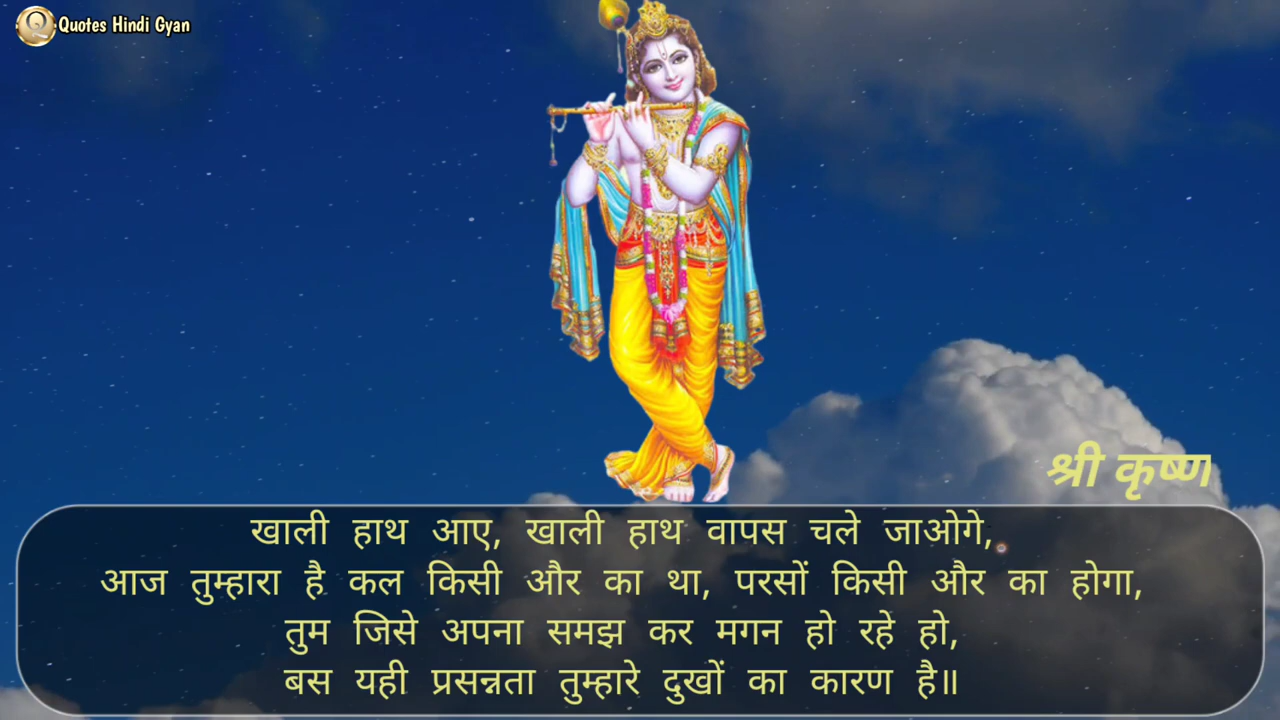 Quotes Hindi Gyan
श्री कृष्ण
खाली हाथ आए, खाली हाथ वापस चले जाओगे,
आज तुम्हारा है कल किसी और का था, परसों किसी और का होगा,
तुम जिसे अपना समझ कर मगन हो रहे हो,
बस यही प्रसन्नता तुम्हारे दुखों का कारण है॥